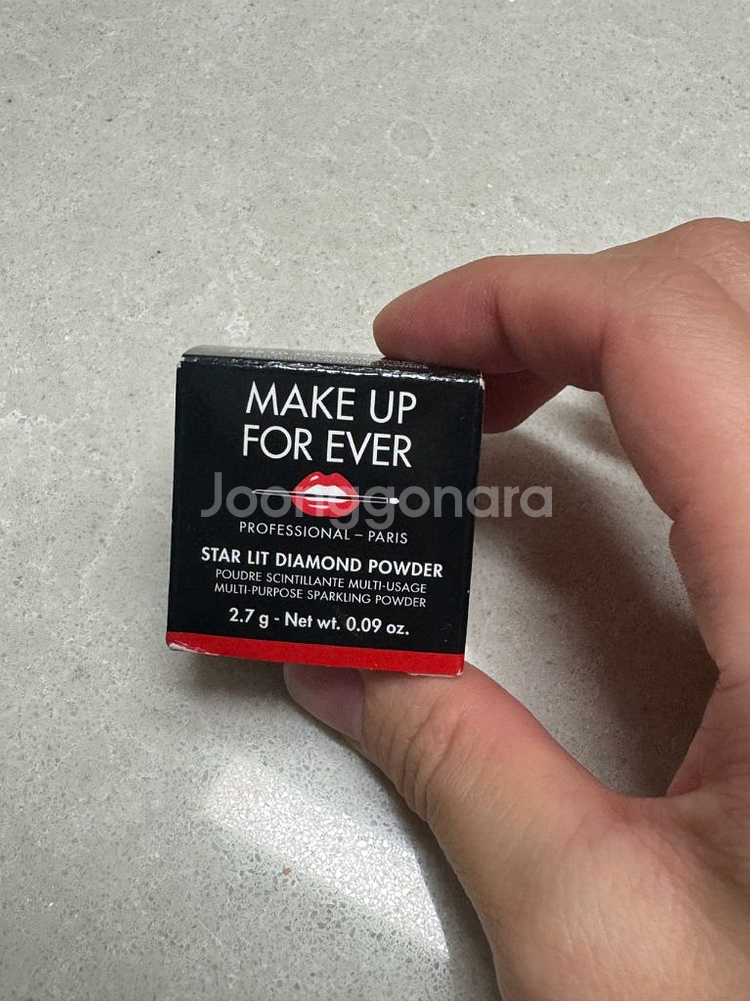 MAKE UP
FOR EVER
Joonggonara
PROFESSIONAL – PARIS
STAR LIT DIAMOND POWDER
POUDRE SCINTILLANTE MULTI-USAGE
MULTI-PURPOSE SPARKLING POWDER
2.7 g - Net wt. 0.09 oz.